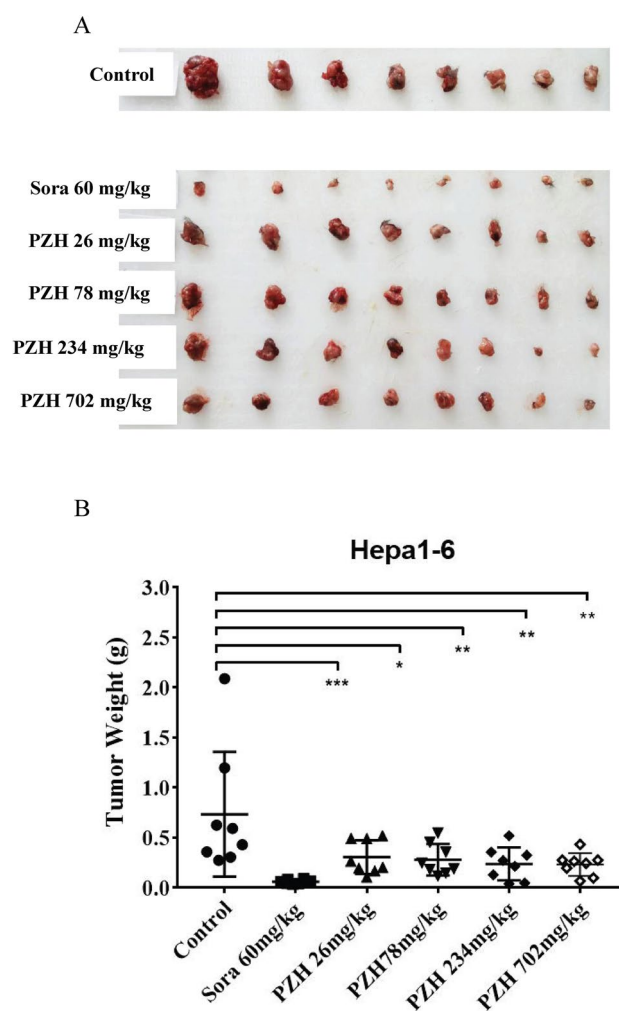 A
Control
Sora 60 mg/kg
PZH 26 mg/kg
PZH 78 mg/kg
PZH 234 mg/kg
PZH 702 mg/kg
B
Hepa1-6
Tumor Weight (g)
3.0
2.5
2.0
1.5
1.0
0.5
0.0
**
**
**
*
***
Control
Sora 60mg/kg
PZH 26mg/kg
PZH78mg/kg
PZH 234mg/kg
PZH 702mg/kg